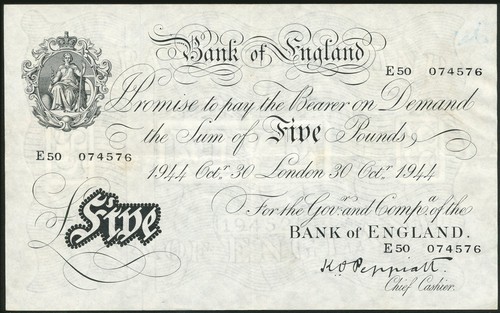 Bank of England
E50 074576
I Promise to pay the Bearer on Demand
the Sum of Five Pounds
E50 074576
1944 Octr. 30 London 30 Octr. 1944
For the Govr. and Compa. of the
BANK of ENGLAND.
E50 074576
£Five
K O Peppiatt
Chief Cashier.